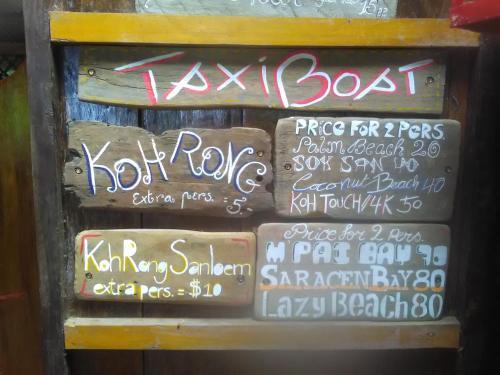 TaxiBoaT
KoH RONG
Extra pers. = 5.-
PRiCE FOR 2 PERS.
Palm Beach 20
SOK SAN 40
Coconut Beach 40
KOH TOUCH/4K 50
KohRong Sanloem
extra pers. = $10
Price for 2 Pers.
M PAI BAY 70
SARACEN BAY 80
LAZY Beach 80